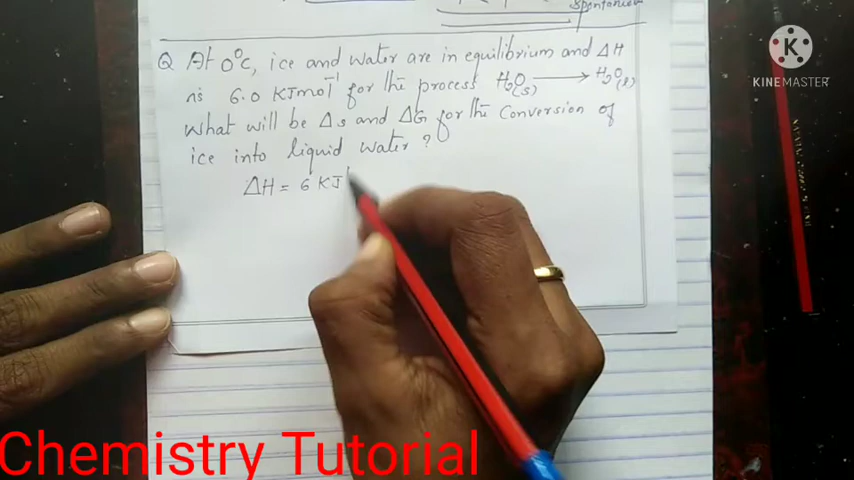 spontaneous
Q At 0°C, ice and water are in equilibrium and ΔH
is 6.0 KJmol⁻¹ for the process H₂O(s) ⟶ H₂O(l)
what will be Δs and ΔG for the conversion of
ice into liquid water ?
ΔH = 6 KJ
K
KINEMASTER
Chemistry Tutorial